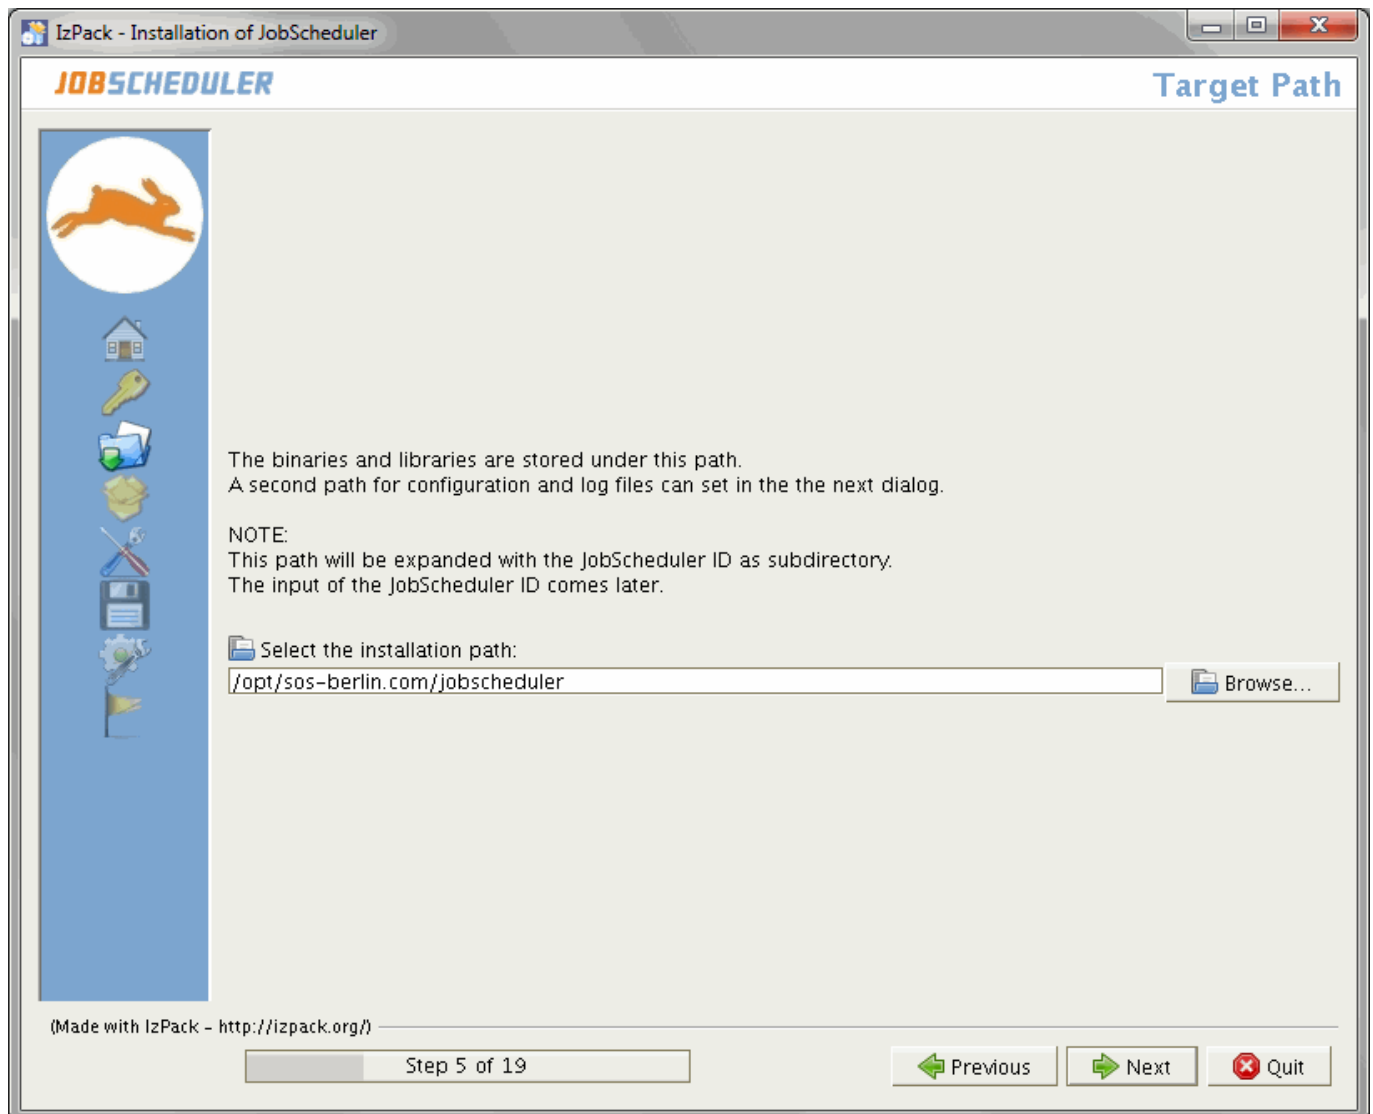 IzPack - Installation of JobScheduler
JOBSCHEDULER
Target Path
The binaries and libraries are stored under this path.
A second path for configuration and log files can set in the the next dialog.
NOTE:
This path will be expanded with the JobScheduler ID as subdirectory.
The input of the JobScheduler ID comes later.
Select the installation path:
/opt/sos-berlin.com/jobscheduler
Browse...
(Made with IzPack - http://izpack.org/)
Step 5 of 19
Previous
Next
Quit